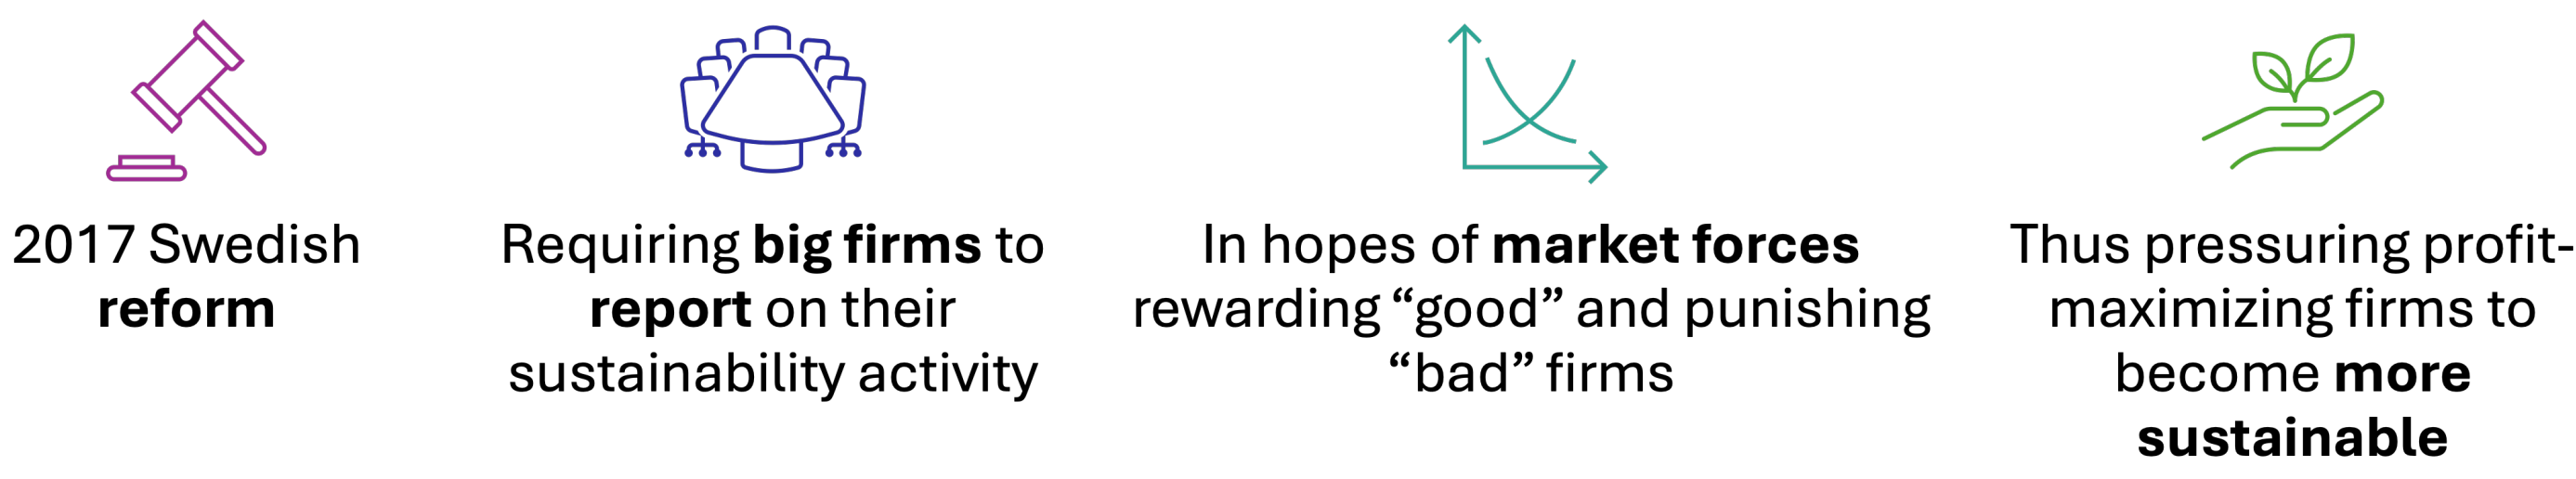 2017 Swedish
reform
Requiring big firms to
report on their
sustainability activity
In hopes of market forces
rewarding “good” and punishing
“bad” firms
Thus pressuring profit-
maximizing firms to
become more
sustainable